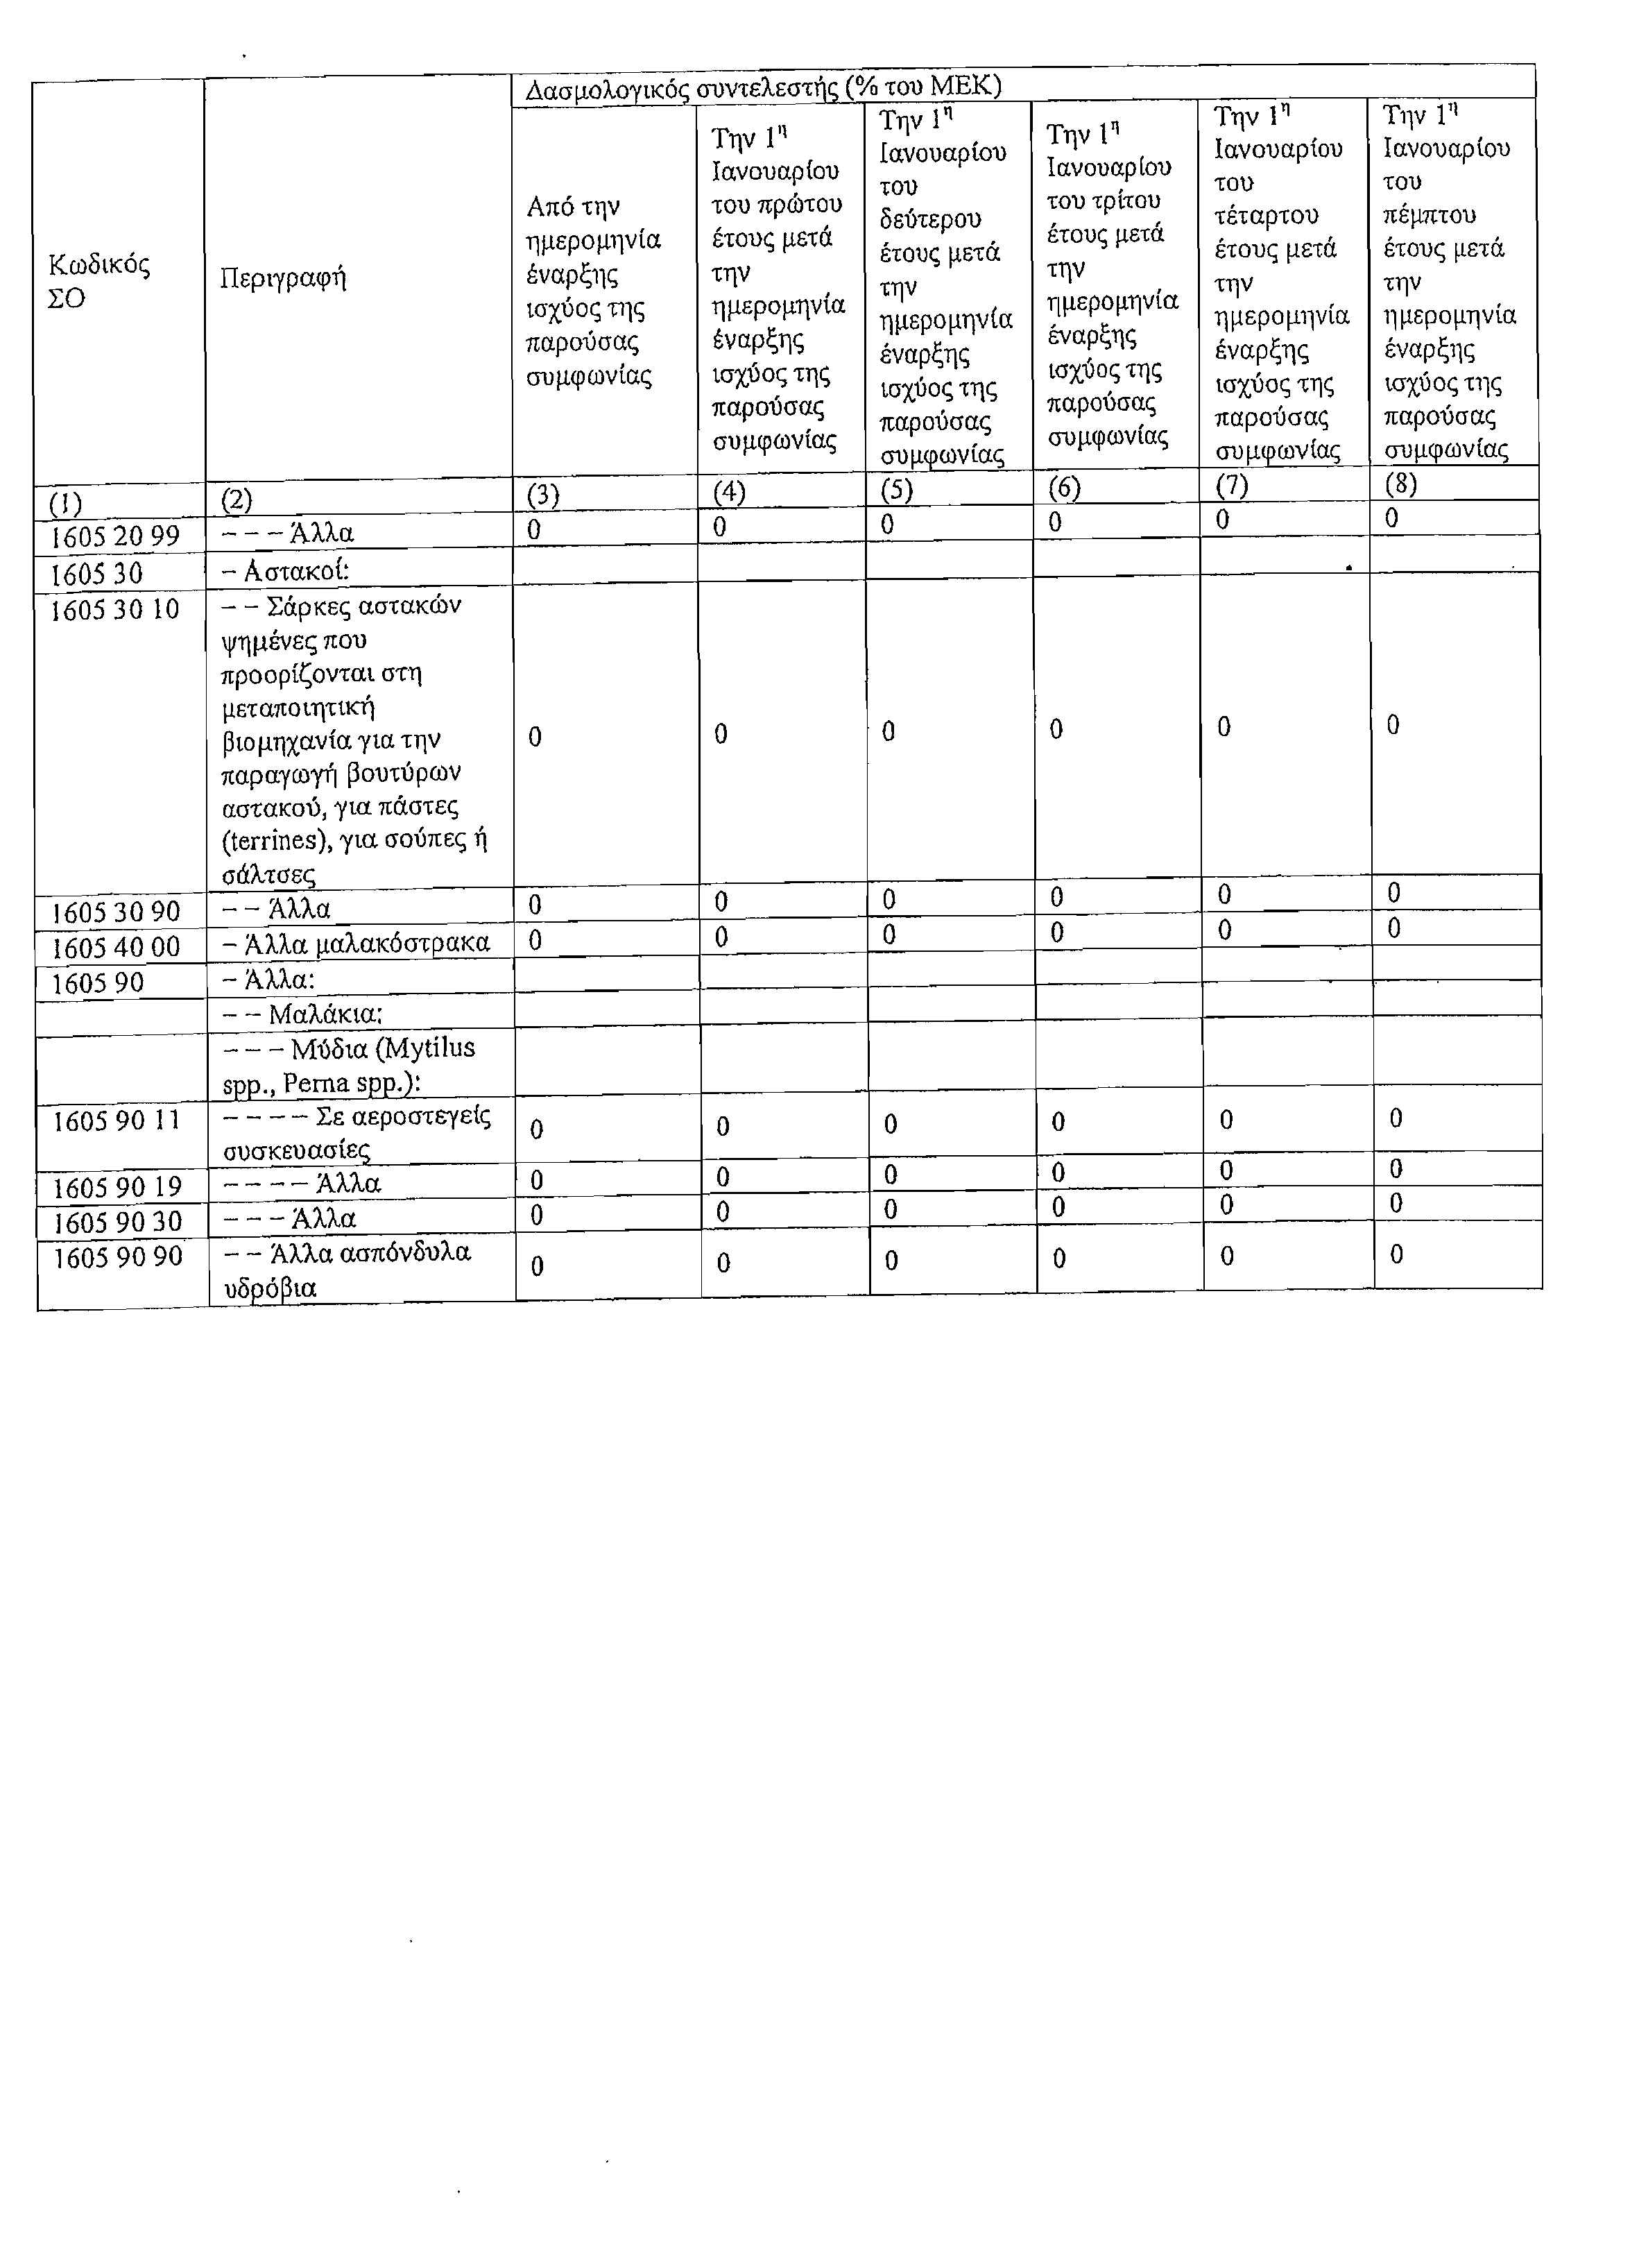 Δασμολογικός συντελεστής (% του ΜΕΚ)
Κωδικός
ΣΟ
Περιγραφή
Από την
ημερομηνία
έναρξης
ισχύος της
παρούσας
συμφωνίας
Την 1η
Ιανουαρίου
του πρώτου
έτους μετά
την
ημερομηνία
έναρξης
ισχύος της
παρούσας
συμφωνίας
Την 1η
Ιανουαρίου
του
δεύτερου
έτους μετά
την
ημερομηνία
έναρξης
ισχύος της
παρούσας
συμφωνίας
Την 1η
Ιανουαρίου
του τρίτου
έτους μετά
την
ημερομηνία
έναρξης
ισχύος της
παρούσας
συμφωνίας
Την 1η
Ιανουαρίου
του
τέταρτου
έτους μετά
την
ημερομηνία
έναρξης
ισχύος της
παρούσας
συμφωνίας
Την 1η
Ιανουαρίου
του
πέμπτου
έτους μετά
την
ημερομηνία
έναρξης
ισχύος της
παρούσας
συμφωνίας
(1) (2) (3) (4) (5) (6) (7) (8)
1605 20 99 – – – Άλλα 0 0 0 0 0 0
1605 30 – Αστακοί:
1605 30 10 – – Σάρκες αστακών
ψημένες που
προορίζονται στη
μεταποιητική
βιομηχανία για την
παραγωγή βουτύρων
αστακού, για πάστες
(terrines), για σούπες ή
σάλτσες
0 0 0 0 0 0
1605 30 90 – – Άλλα 0 0 0 0 0 0
1605 40 00 – Άλλα μαλακόστρακα 0 0 0 0 0 0
1605 90 – Άλλα:
– – Μαλάκια:
– – – Μύδια (Mytilus
spp., Perna spp.):
1605 90 11 – – – – Σε αεροστεγείς
συσκευασίες
0 0 0 0 0 0
1605 90 19 – – – – Άλλα 0 0 0 0 0 0
1605 90 30 – – – Άλλα 0 0 0 0 0 0
1605 90 90 – – Άλλα ασπόνδυλα
υδρόβια
0 0 0 0 0 0